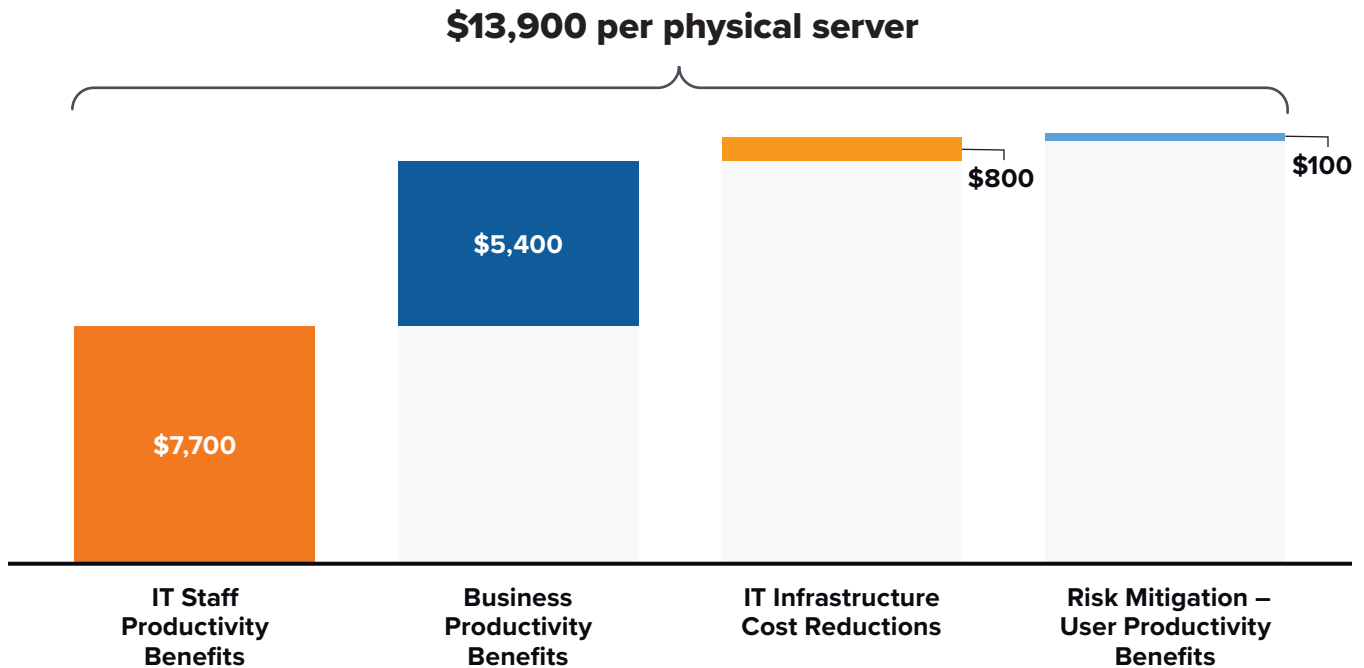 $13,900 per physical server
$7,700
$5,400
$800
$100
IT Staff
Productivity
Benefits
Business
Productivity
Benefits
IT Infrastructure
Cost Reductions
Risk Mitigation –
User Productivity
Benefits